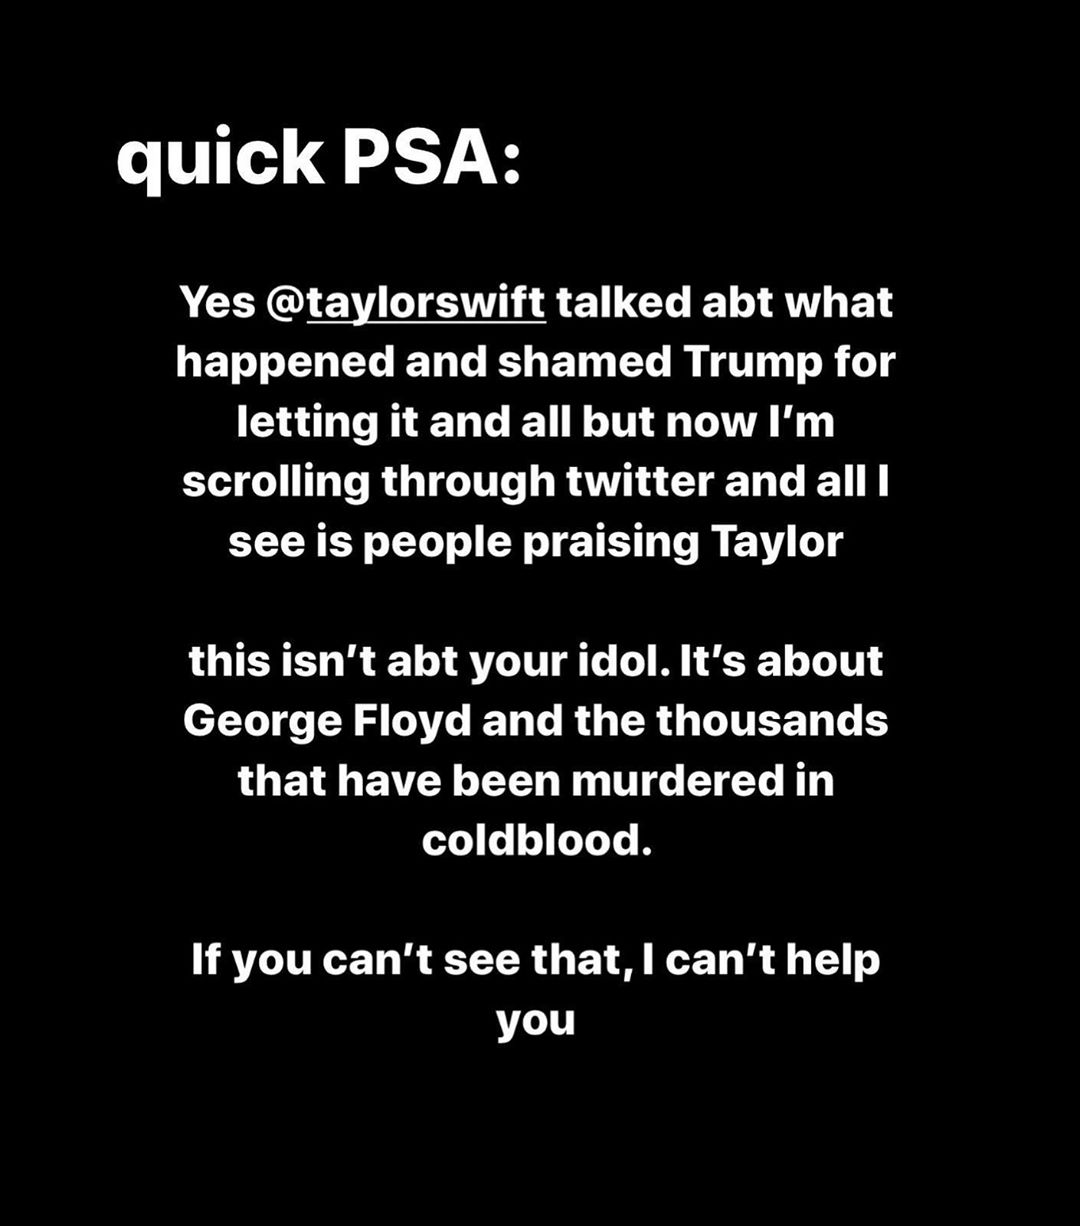 quick PSA:
Yes @taylorswift talked abt what
happened and shamed Trump for
letting it and all but now I’m
scrolling through twitter and all I
see is people praising Taylor
this isn’t abt your idol. It’s about
George Floyd and the thousands
that have been murdered in
coldblood.
If you can’t see that, I can’t help
you